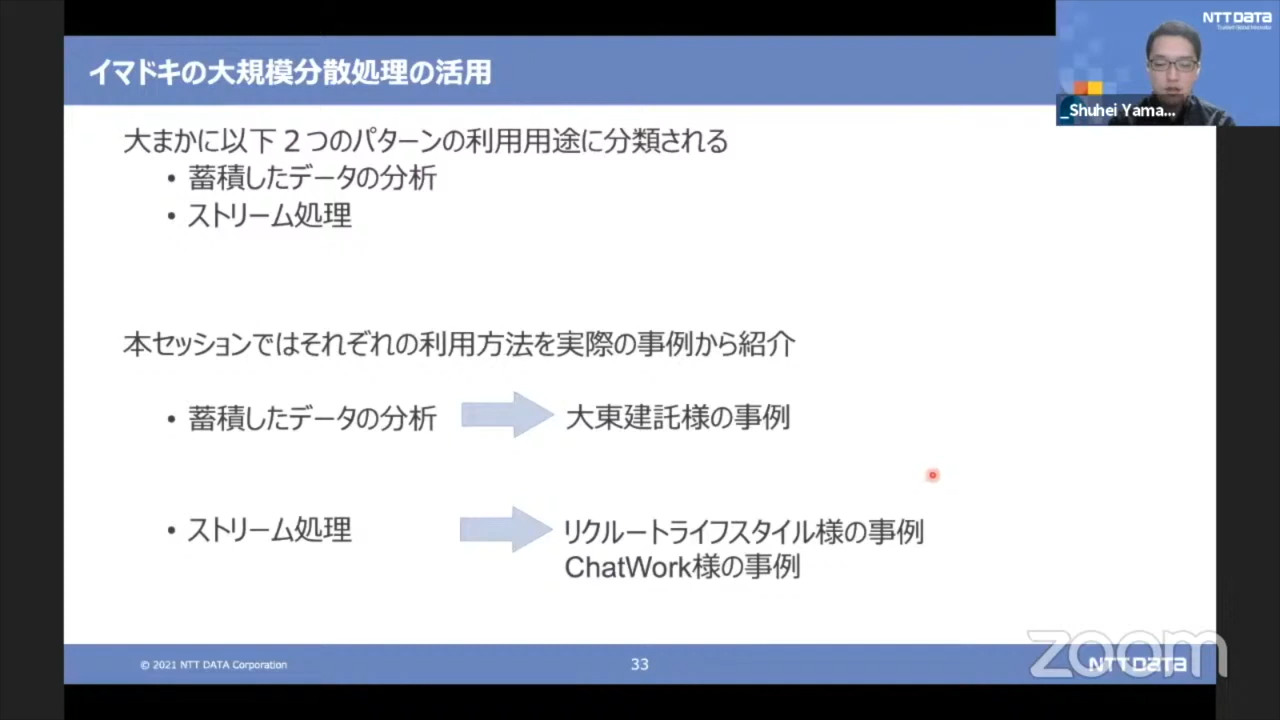 イマドキの大規模分散処理の活用
NTT DATA
_Shuhei Yama...
大まかに以下２つのパターンの利用用途に分類される
• 蓄積したデータの分析
• ストリーム処理
本セッションではそれぞれの利用方法を実際の事例から紹介
• 蓄積したデータの分析
大東建託様の事例
• ストリーム処理
リクルートライフスタイル様の事例
ChatWork様の事例
© 2021 NTT DATA Corporation
33
NTT DATA
zoom